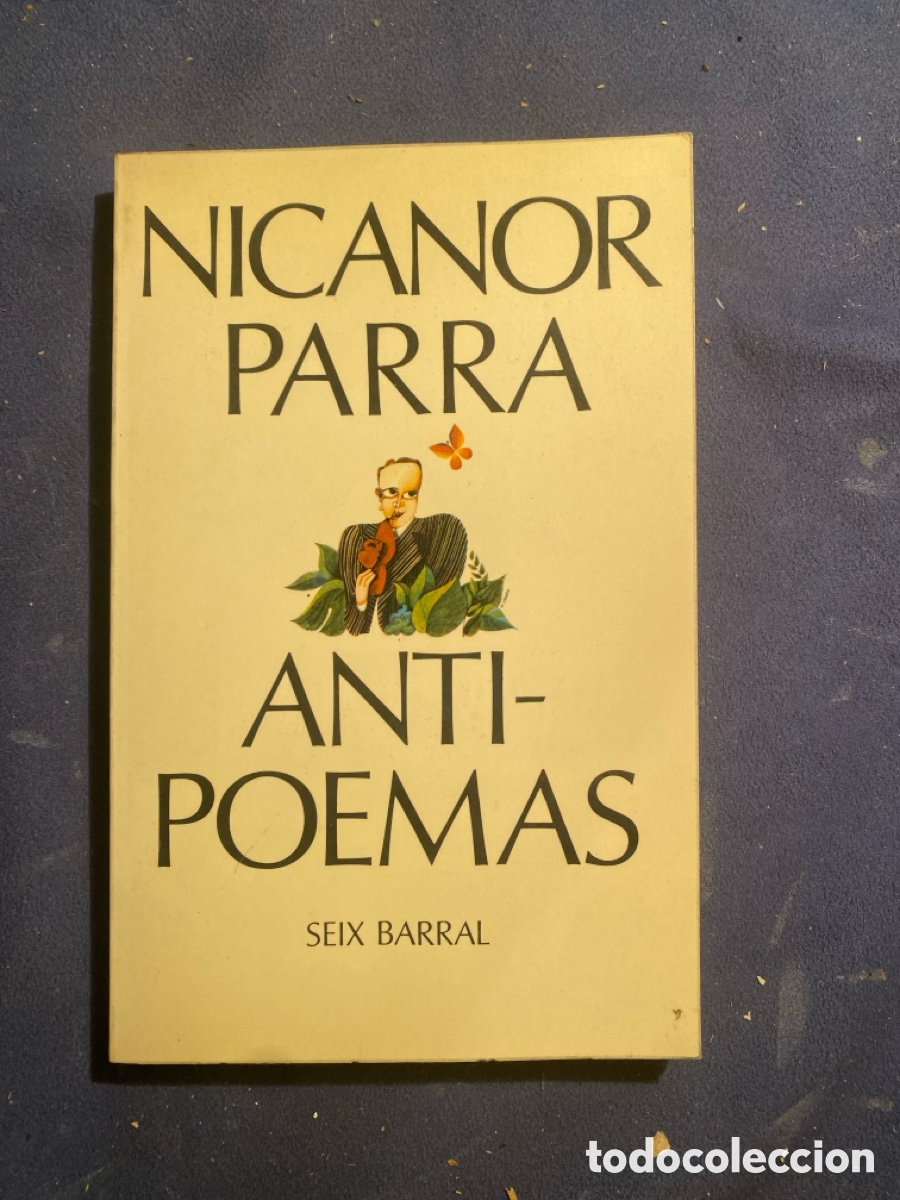 NICANOR
PARRA
ANTI-
POEMAS
SEIX BARRAL
todocoleccion